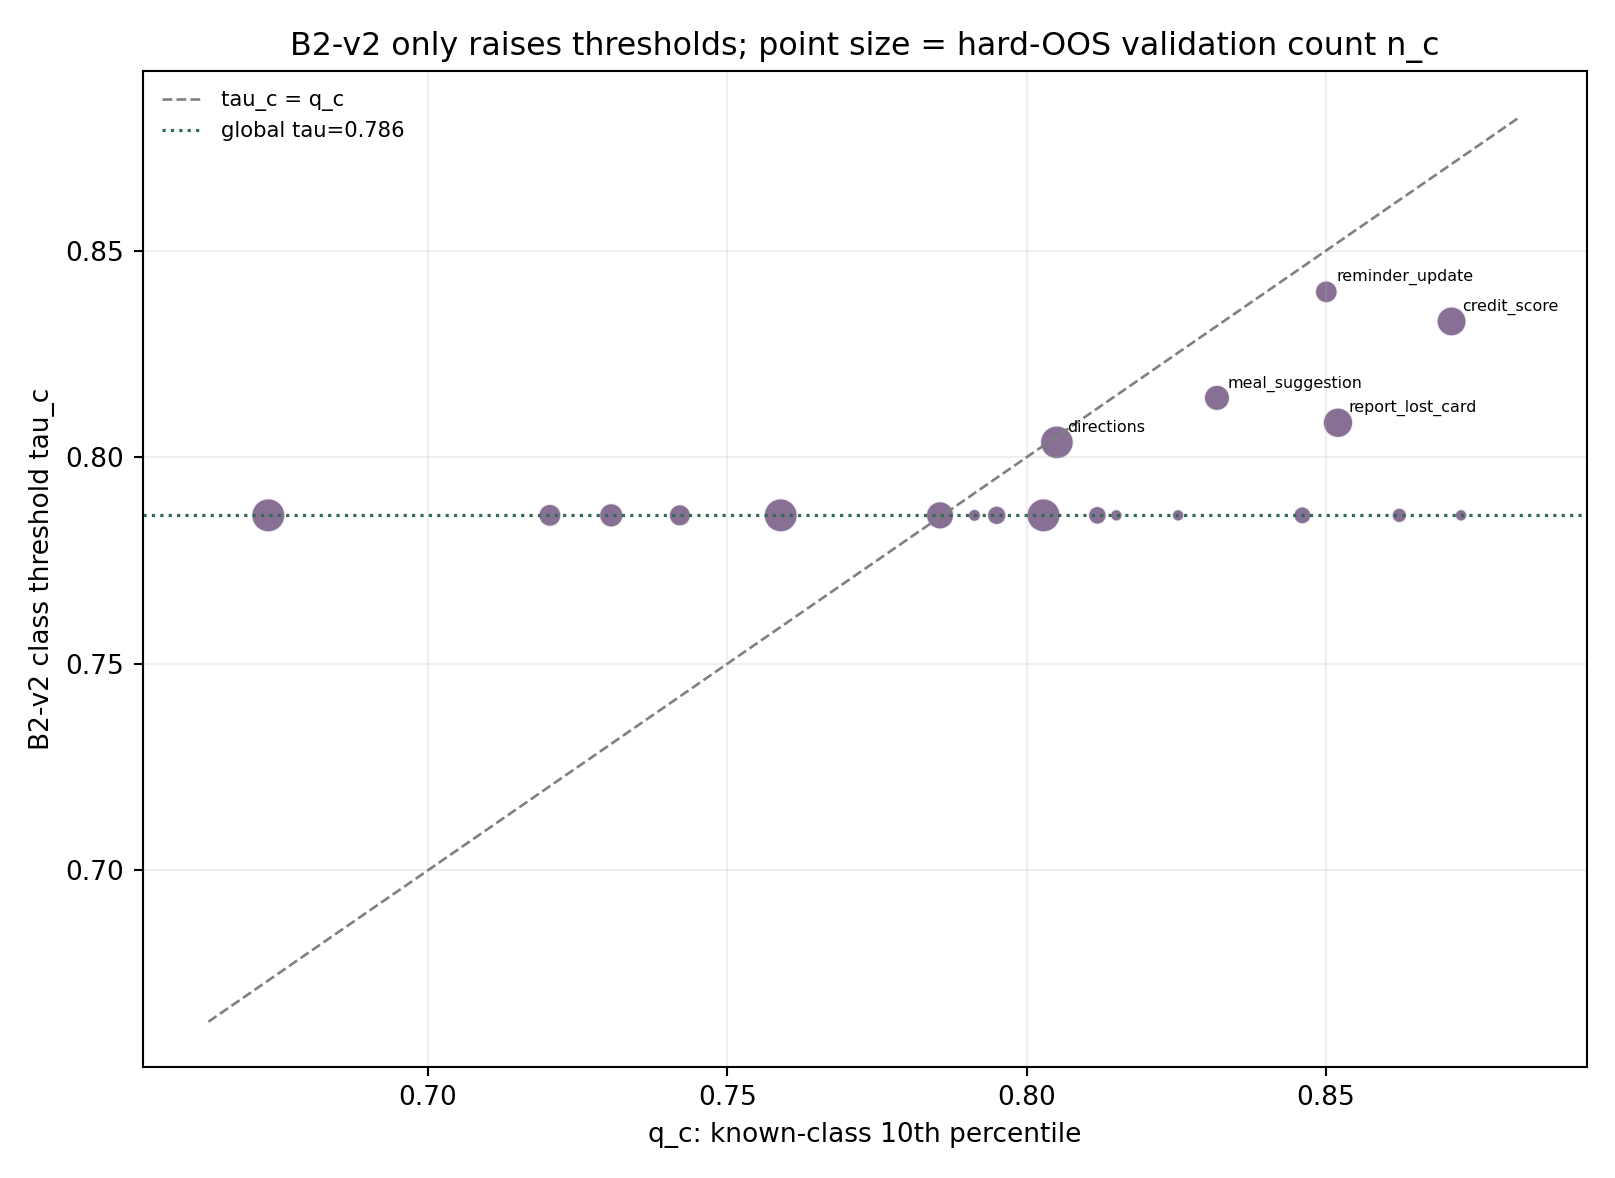 B2-v2 only raises thresholds; point size = hard-OOS validation count n_c
tau_c = q_c
global tau=0.786
reminder_update
credit_score
meal_suggestion
report_lost_card
directions
0.85
0.80
0.75
0.70
B2-v2 class threshold tau_c
0.70 0.75 0.80 0.85
q_c: known-class 10th percentile